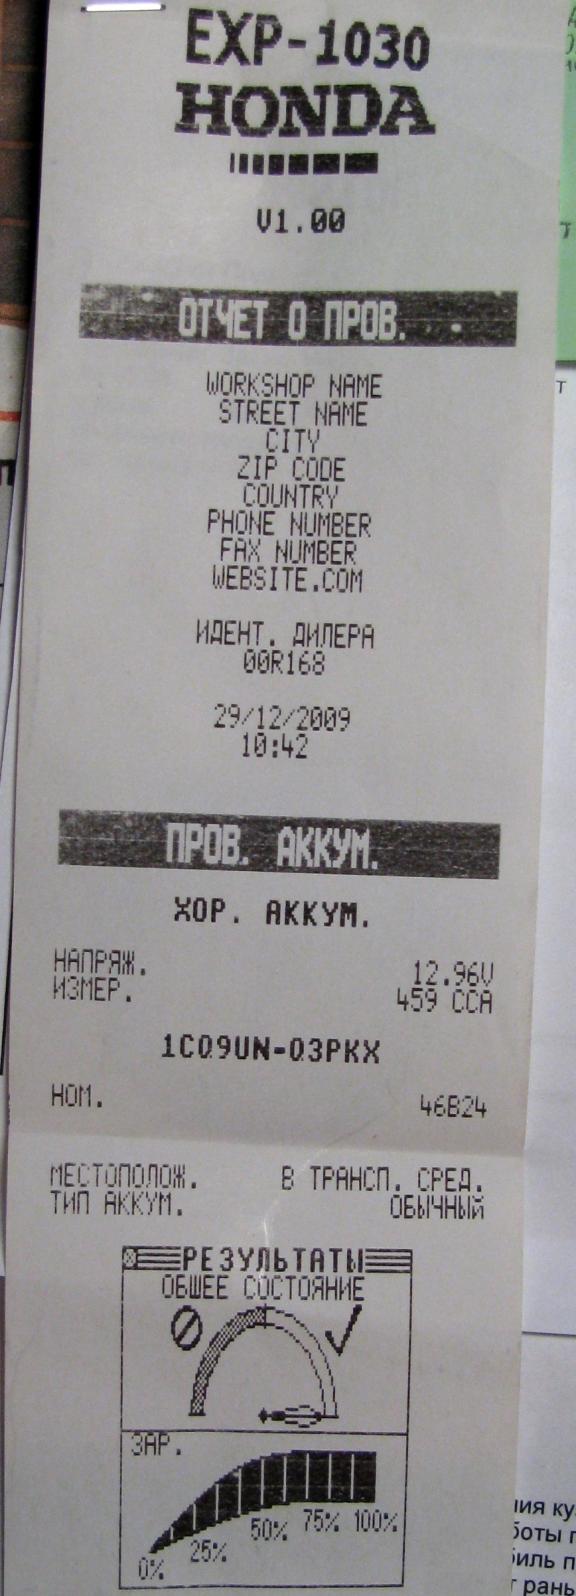 EXP-1030
HONDA
V1.00
ОТЧЕТ О ПРОВ.
WORKSHOP NAME
STREET NAME
CITY
ZIP CODE
COUNTRY
PHONE NUMBER
FAX NUMBER
WEBSITE.COM
ИДЕНТ. ДИЛЕРА
00R168
29/12/2009
10:42
ПРОВ. АККУМ.
ХОР. АККУМ.
НАПРЯЖ. 12.96V
ИЗМЕР. 459 CCA
1C09UN-03PKX
НОМ. 46B24
МЕСТОПОЛОЖ. В ТРАНСП. СРЕД.
ТИП АККУМ. ОБЫЧНЫЙ
РЕЗУЛЬТАТЫ
ОБШЕЕ СОСТОЯНИЕ
ЗАР.
0% 25% 50% 75% 100%